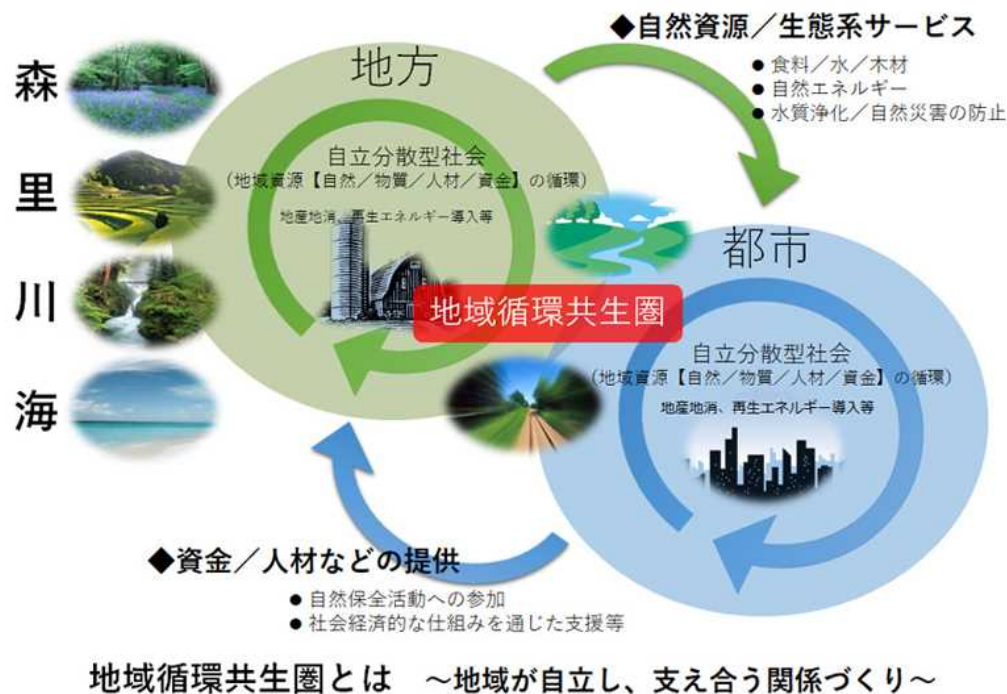 ◆自然資源／生態系サービス
● 食料／水／木材
● 自然エネルギー
● 水質浄化／自然災害の防止
森
里
川
海
地方
自立分散型社会
（地域資源【自然／物質／人材／資金】の循環）
地産地消、再生エネルギー導入等
地域循環共生圏
都市
自立分散型社会
（地域資源【自然／物質／人材／資金】の循環）
地産地消、再生エネルギー導入等
◆資金／人材などの提供
● 自然保全活動への参加
● 社会経済的な仕組みを通じた支援等
地域循環共生圏とは　～地域が自立し、支え合う関係づくり～